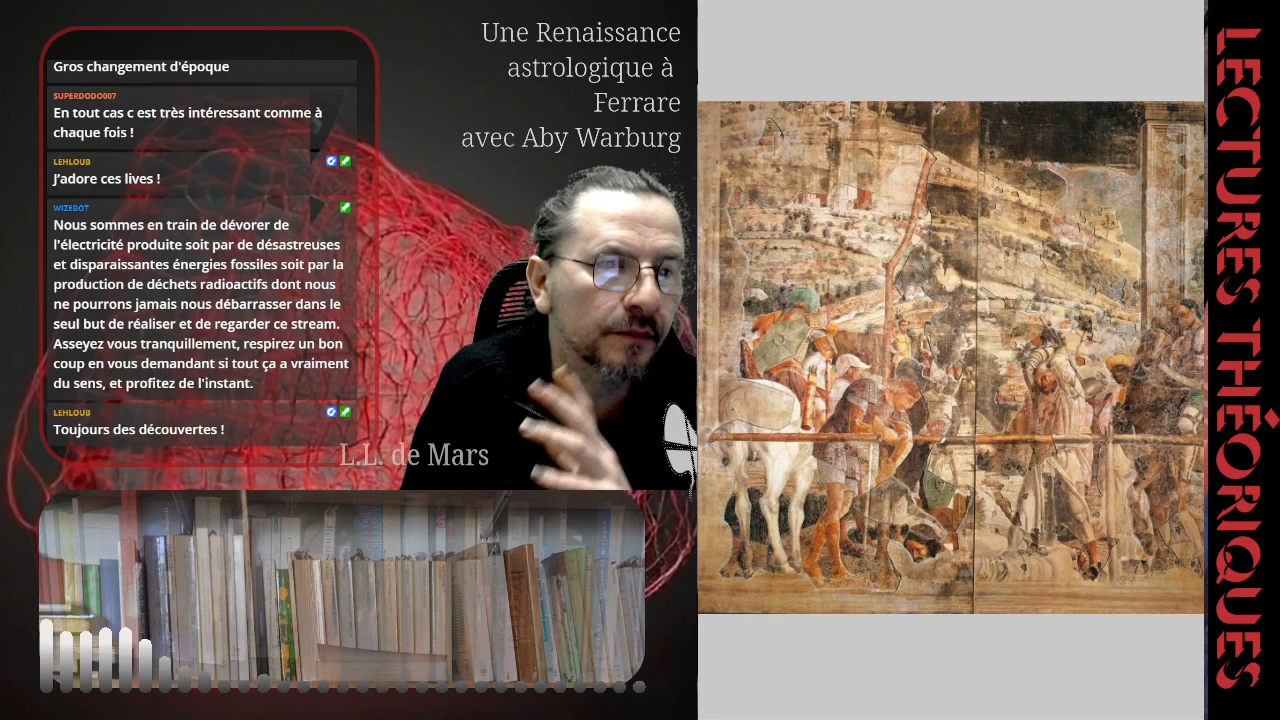 Gros changement d'époque
SUPERDODO007
En tout cas c est très intéressant comme à
chaque fois !
LEHLOUB
J'adore ces lives !
WIZEBOT
Nous sommes en train de dévorer de
l'électricité produite soit par de désastreuses
et disparaissantes énergies fossiles soit par la
production de déchets radioactifs dont nous
ne pourrons jamais nous débarrasser dans le
seul but de réaliser et de regarder ce stream.
Asseyez vous tranquillement, respirez un bon
coup en vous demandant si tout ça a vraiment
du sens, et profitez de l'instant.
LEHLOUB
Toujours des découvertes !
Une Renaissance
astrologique à
Ferrare
avec Aby Warburg
L.L. de Mars
LECTURES THÉORIQUES